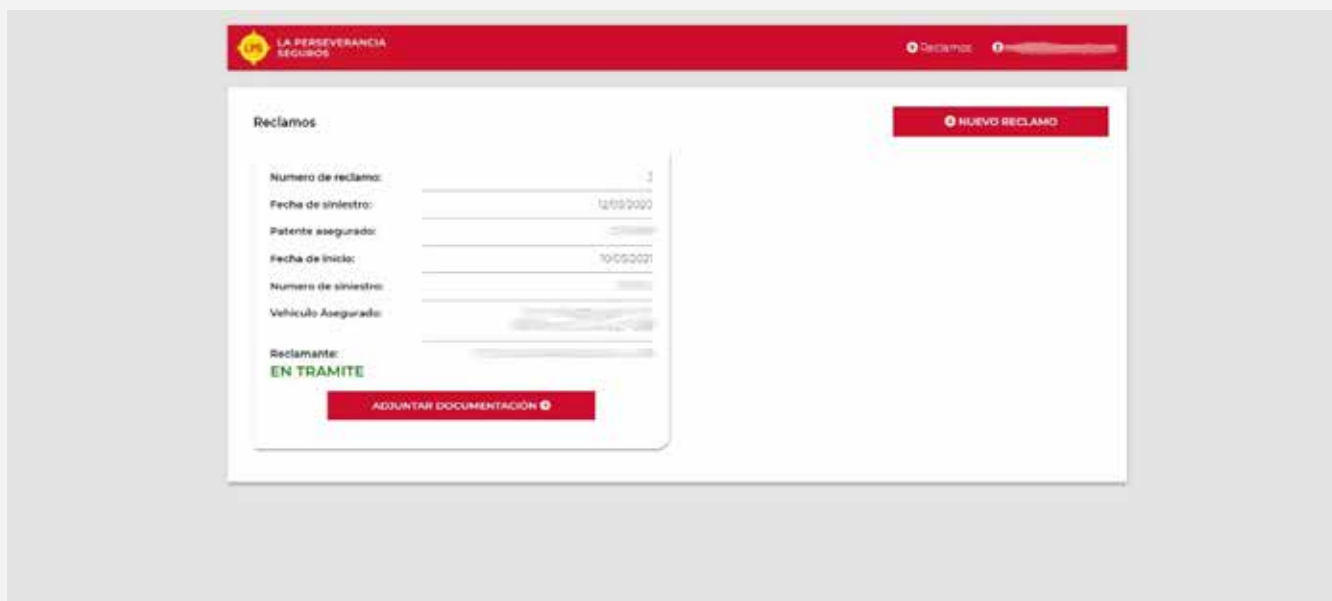 LPS
LA PERSEVERANCIA
SEGUROS
Reclamos
Reclamos
NUEVO RECLAMO
Numero de reclamo: 2
Fecha de siniestro: 12/03/2020
Patente asegurado:
Fecha de Inicio: 10/05/2021
Numero de siniestro:
Vehiculo Asegurado:
Reclamante:
EN TRAMITE
ADJUNTAR DOCUMENTACIÓN